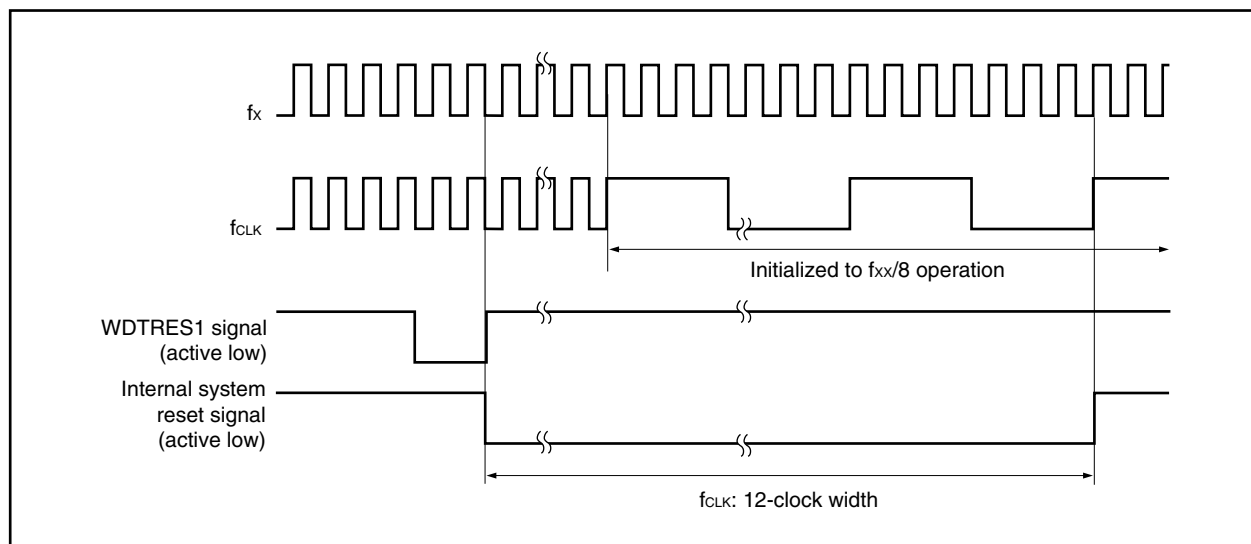 fX
fCLK
Initialized to fXX/8 operation
WDTRES1 signal
(active low)
Internal system
reset signal
(active low)
fCLK: 12-clock width